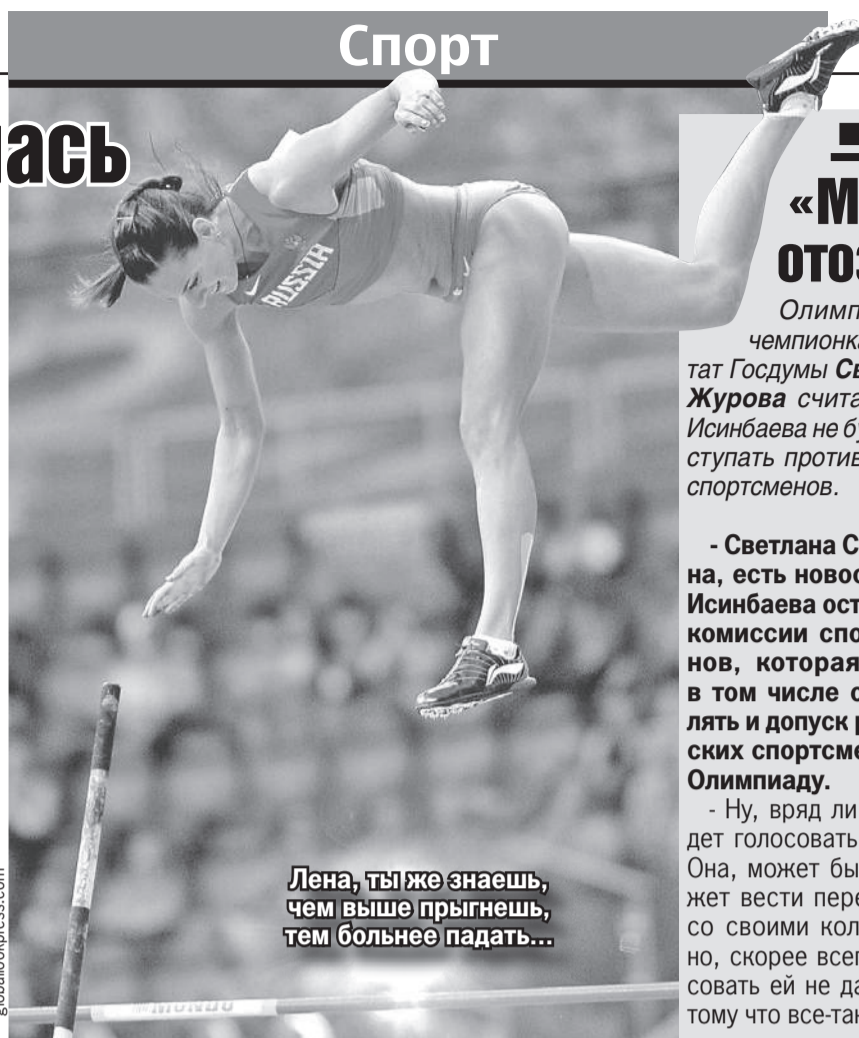 Спорт
лась
«М
ото
RUSSIA
Олимп
чемпионка
тат Госдумы Св
Журова счита
Исинбаева не бу
ступать против
спортсменов.
- Светлана С
на, есть новос
Исинбаева ост
комиссии спо
нов, которая
в том числе о
лять и допуск р
ских спортсме
Олимпиаду.
- Ну, вряд ли
дет голосовать
Она, может бы
жет вести пере
со своими кол
но, скорее всег
совать ей не да
тому что все-так
Лена, ты же знаешь,
чем выше прыгнешь,
тем больнее падать...
globallookpress.com
MONDO